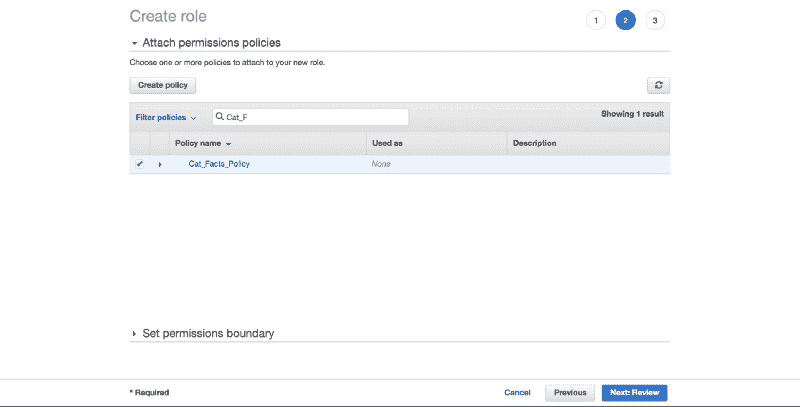 Create role
1 2 3
Attach permissions policies
Choose one or more policies to attach to your new role.
Create policy
Filter policies Cat_F Showing 1 result
Policy name Used as Description
Cat_Facts_Policy None
Set permissions boundary
* Required Cancel Previous Next: Review